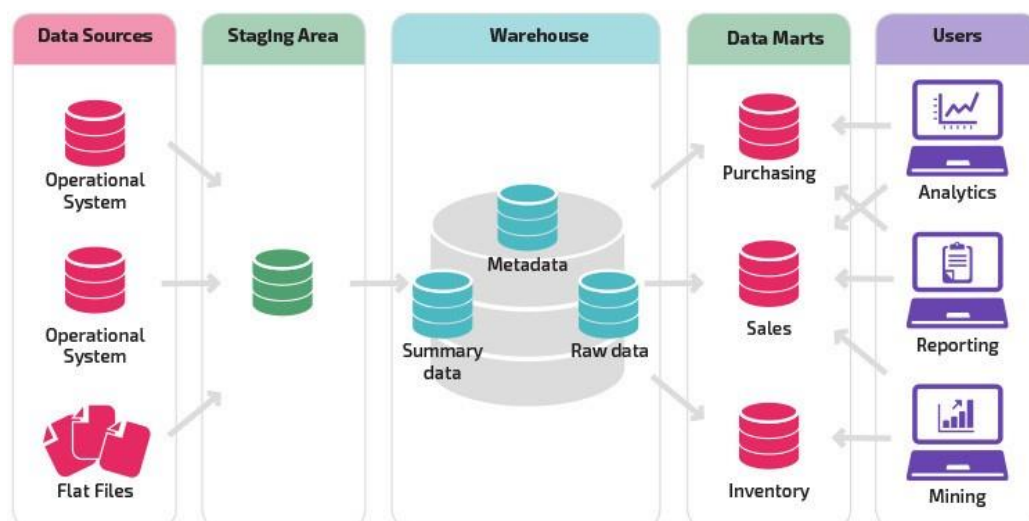 Data Sources
Staging Area
Warehouse
Data Marts
Users
Operational
System
Operational
System
Flat Files
Metadata
Summary
data
Raw data
Purchasing
Sales
Inventory
Analytics
Reporting
Mining